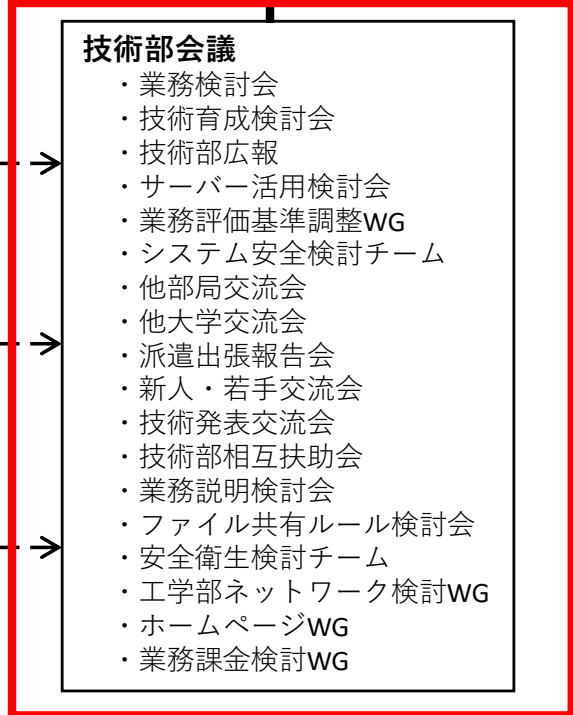 技術部会議
・業務検討会
・技術育成検討会
・技術部広報
・サーバー活用検討会
・業務評価基準調整WG
・システム安全検討チーム
・他部局交流会
・他大学交流会
・派遣出張報告会
・新人・若手交流会
・技術発表交流会
・技術部相互扶助会
・業務説明検討会
・ファイル共有ルール検討会
・安全衛生検討チーム
・工学部ネットワーク検討WG
・ホームページWG
・業務課金検討WG